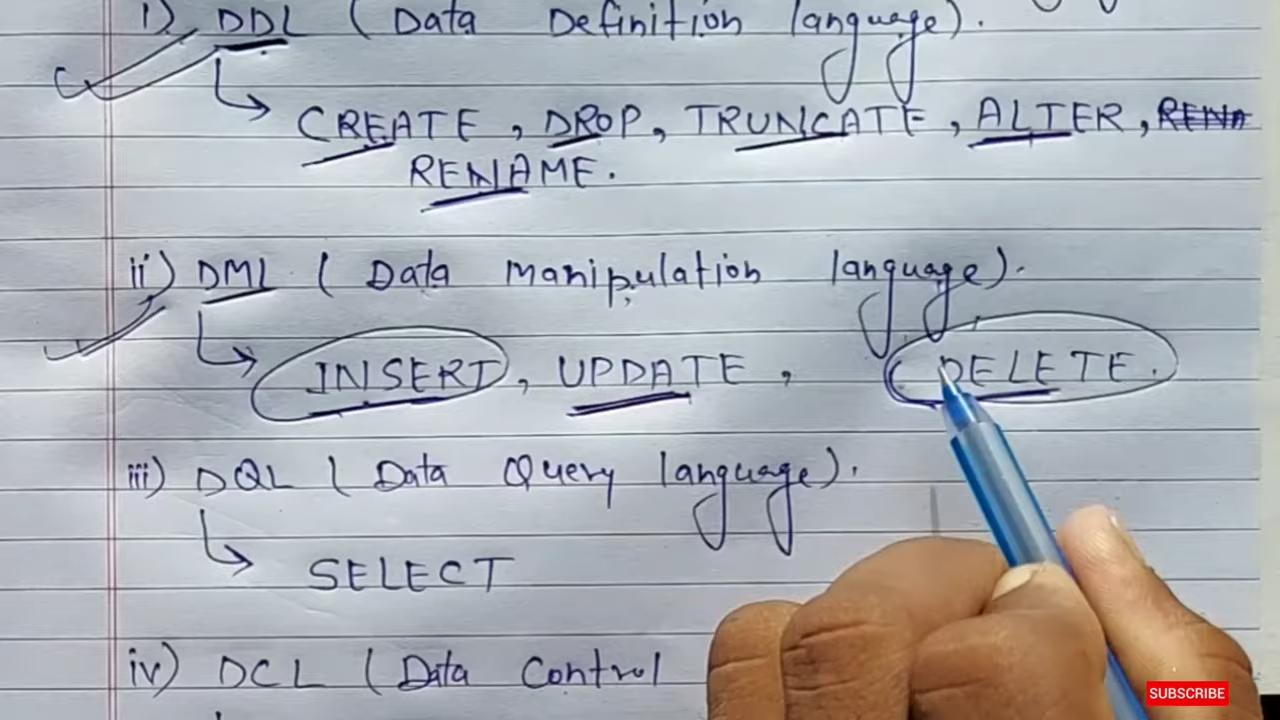 i) DDL ( Data Definition language).
CREATE, DROP, TRUNCATE, ALTER,
RENAME.
ii) DML ( Data Manipulation language).
INSERT, UPDATE, DELETE.
iii) DQL ( Data Query language).
SELECT
iv) DCL ( Data Control
SUBSCRIBE